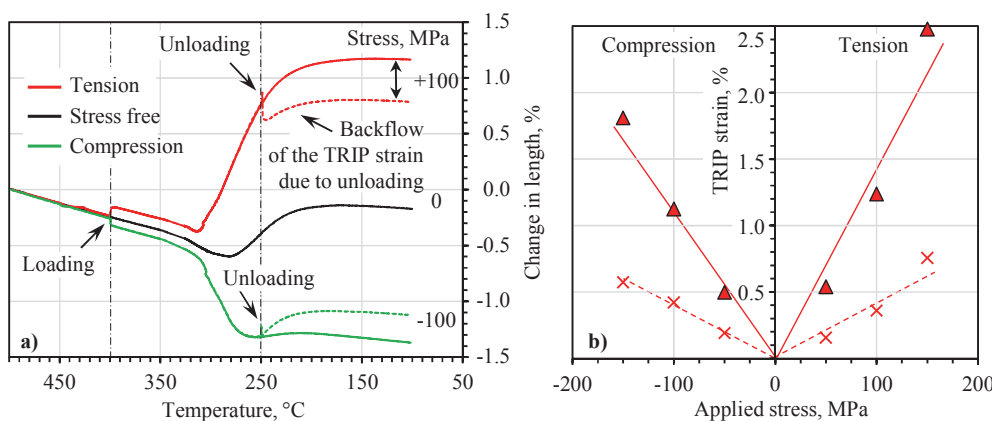 1.5
1.0
0.5
0.0
-0.5
-1.0
-1.5
Change in length, %
Unloading
Stress, MPa
+100
Tension
Stress free
Compression
Backflow
of the TRIP strain
due to unloading
0
Loading
Unloading
-100
a)
450
350
250
150
50
Temperature, °C
Compression
Tension
2.5
2.0
1.5
1.0
0.5
TRIP strain, %
b)
-200
-100
0
100
200
Applied stress, MPa